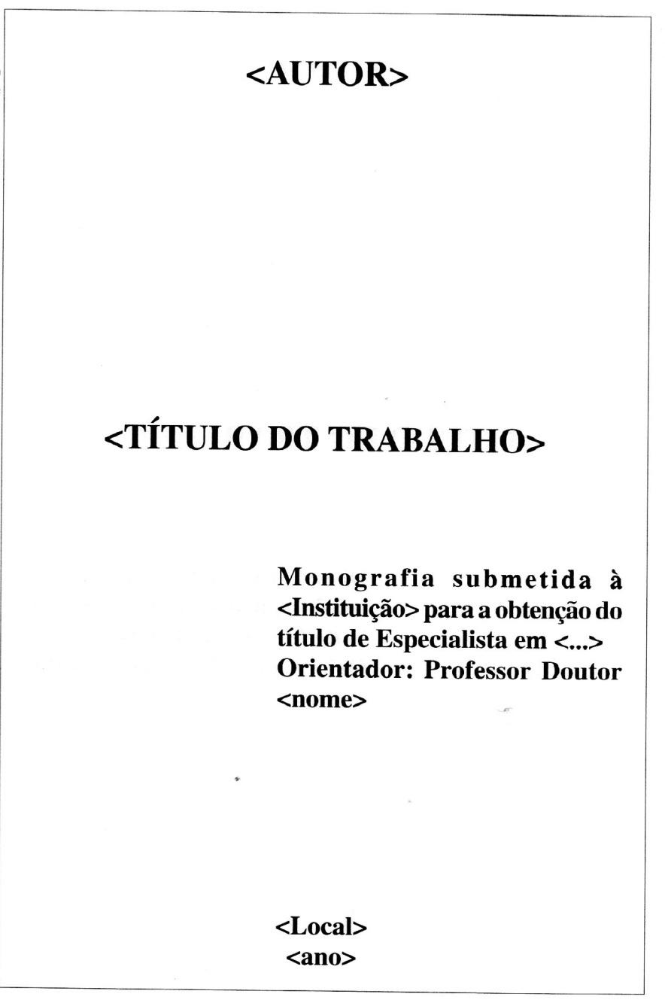 <AUTOR>
<TÍTULO DO TRABALHO>
Monografia submetida à
<Instituição> para a obtenção do
título de Especialista em <...>
Orientador: Professor Doutor
<nome>
<Local>
<ano>